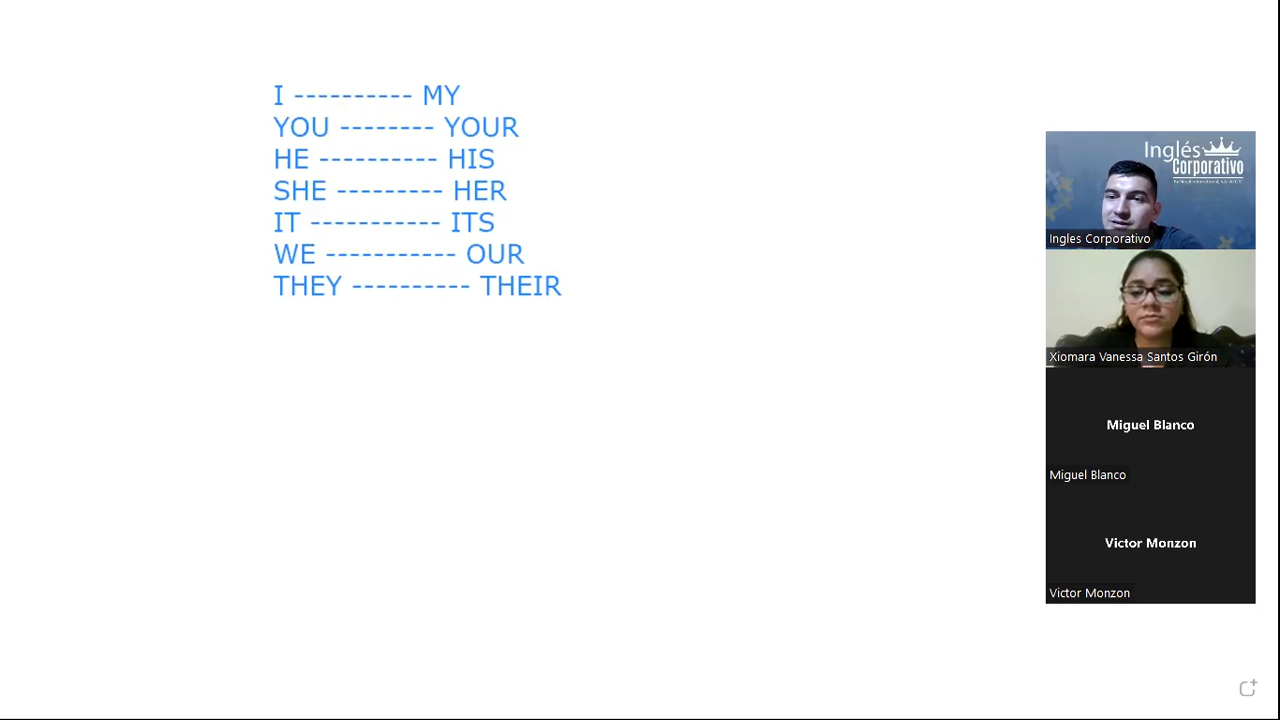 I ---------- MY
YOU -------- YOUR
HE ---------- HIS
SHE --------- HER
IT ----------- ITS
WE ----------- OUR
THEY ---------- THEIR
Inglés
Corporativo
Ingles Corporativo
Xiomara Vanessa Santos Girón
Miguel Blanco
Miguel Blanco
Victor Monzon
Victor Monzon